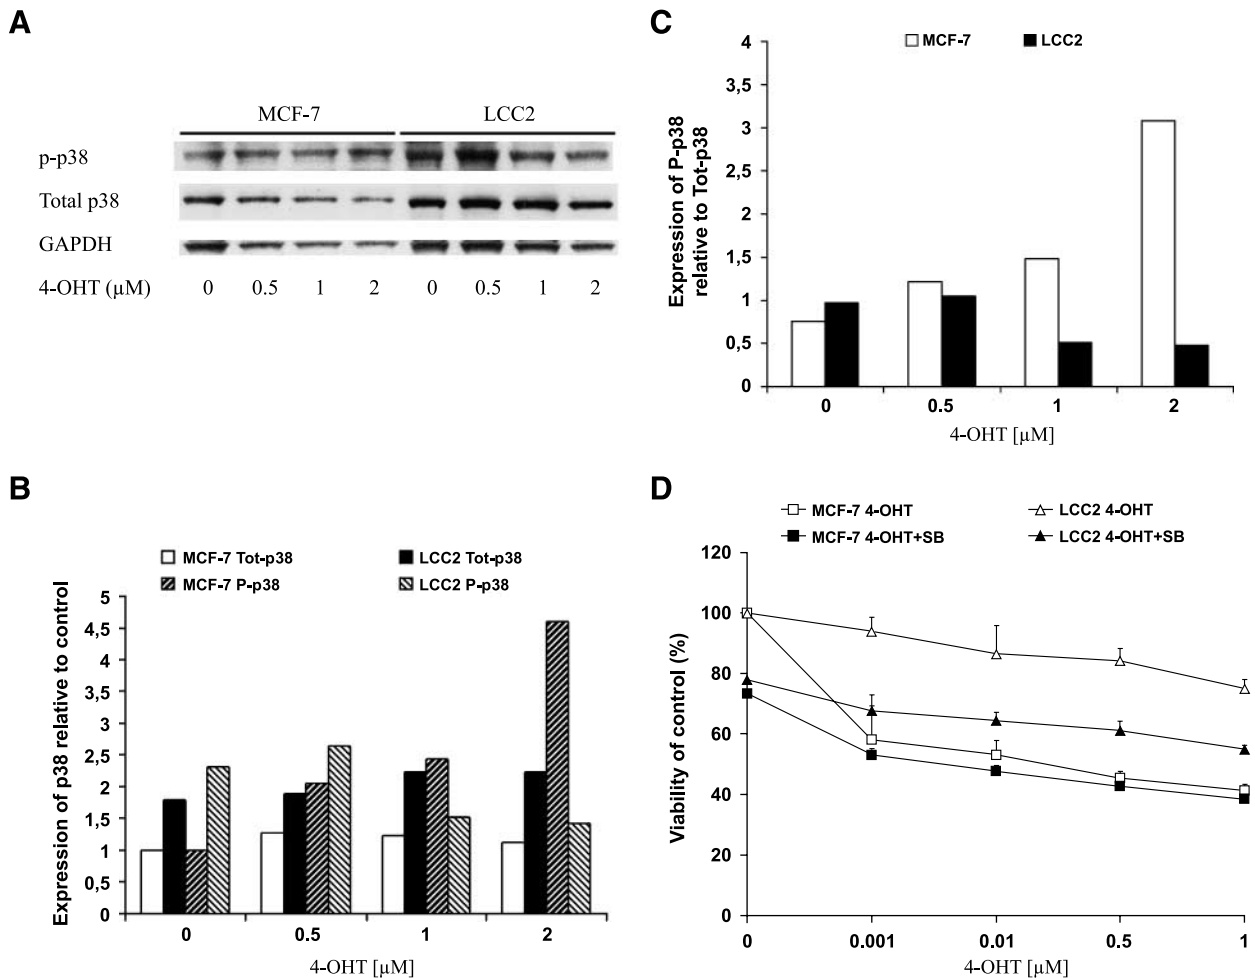 A
MCF-7 LCC2
p-p38
Total p38
GAPDH
4-OHT (µM) 0 0.5 1 2 0 0.5 1 2
B
MCF-7 Tot-p38 LCC2 Tot-p38
MCF-7 P-p38 LCC2 P-p38
Expression of p38 relative to control
5
4,5
4
3,5
3
2,5
2
1,5
1
0,5
0
0 0.5 1 2
4-OHT [µM]
C
MCF-7 LCC2
Expression of P-p38
relative to Tot-p38
4
3,5
3
2,5
2
1,5
1
0,5
0
0 0.5 1 2
4-OHT [µM]
D
MCF-7 4-OHT LCC2 4-OHT
MCF-7 4-OHT+SB LCC2 4-OHT+SB
Viability of control (%)
120
100
80
60
40
20
0
0 0.001 0.01 0.5 1
4-OHT [µM]